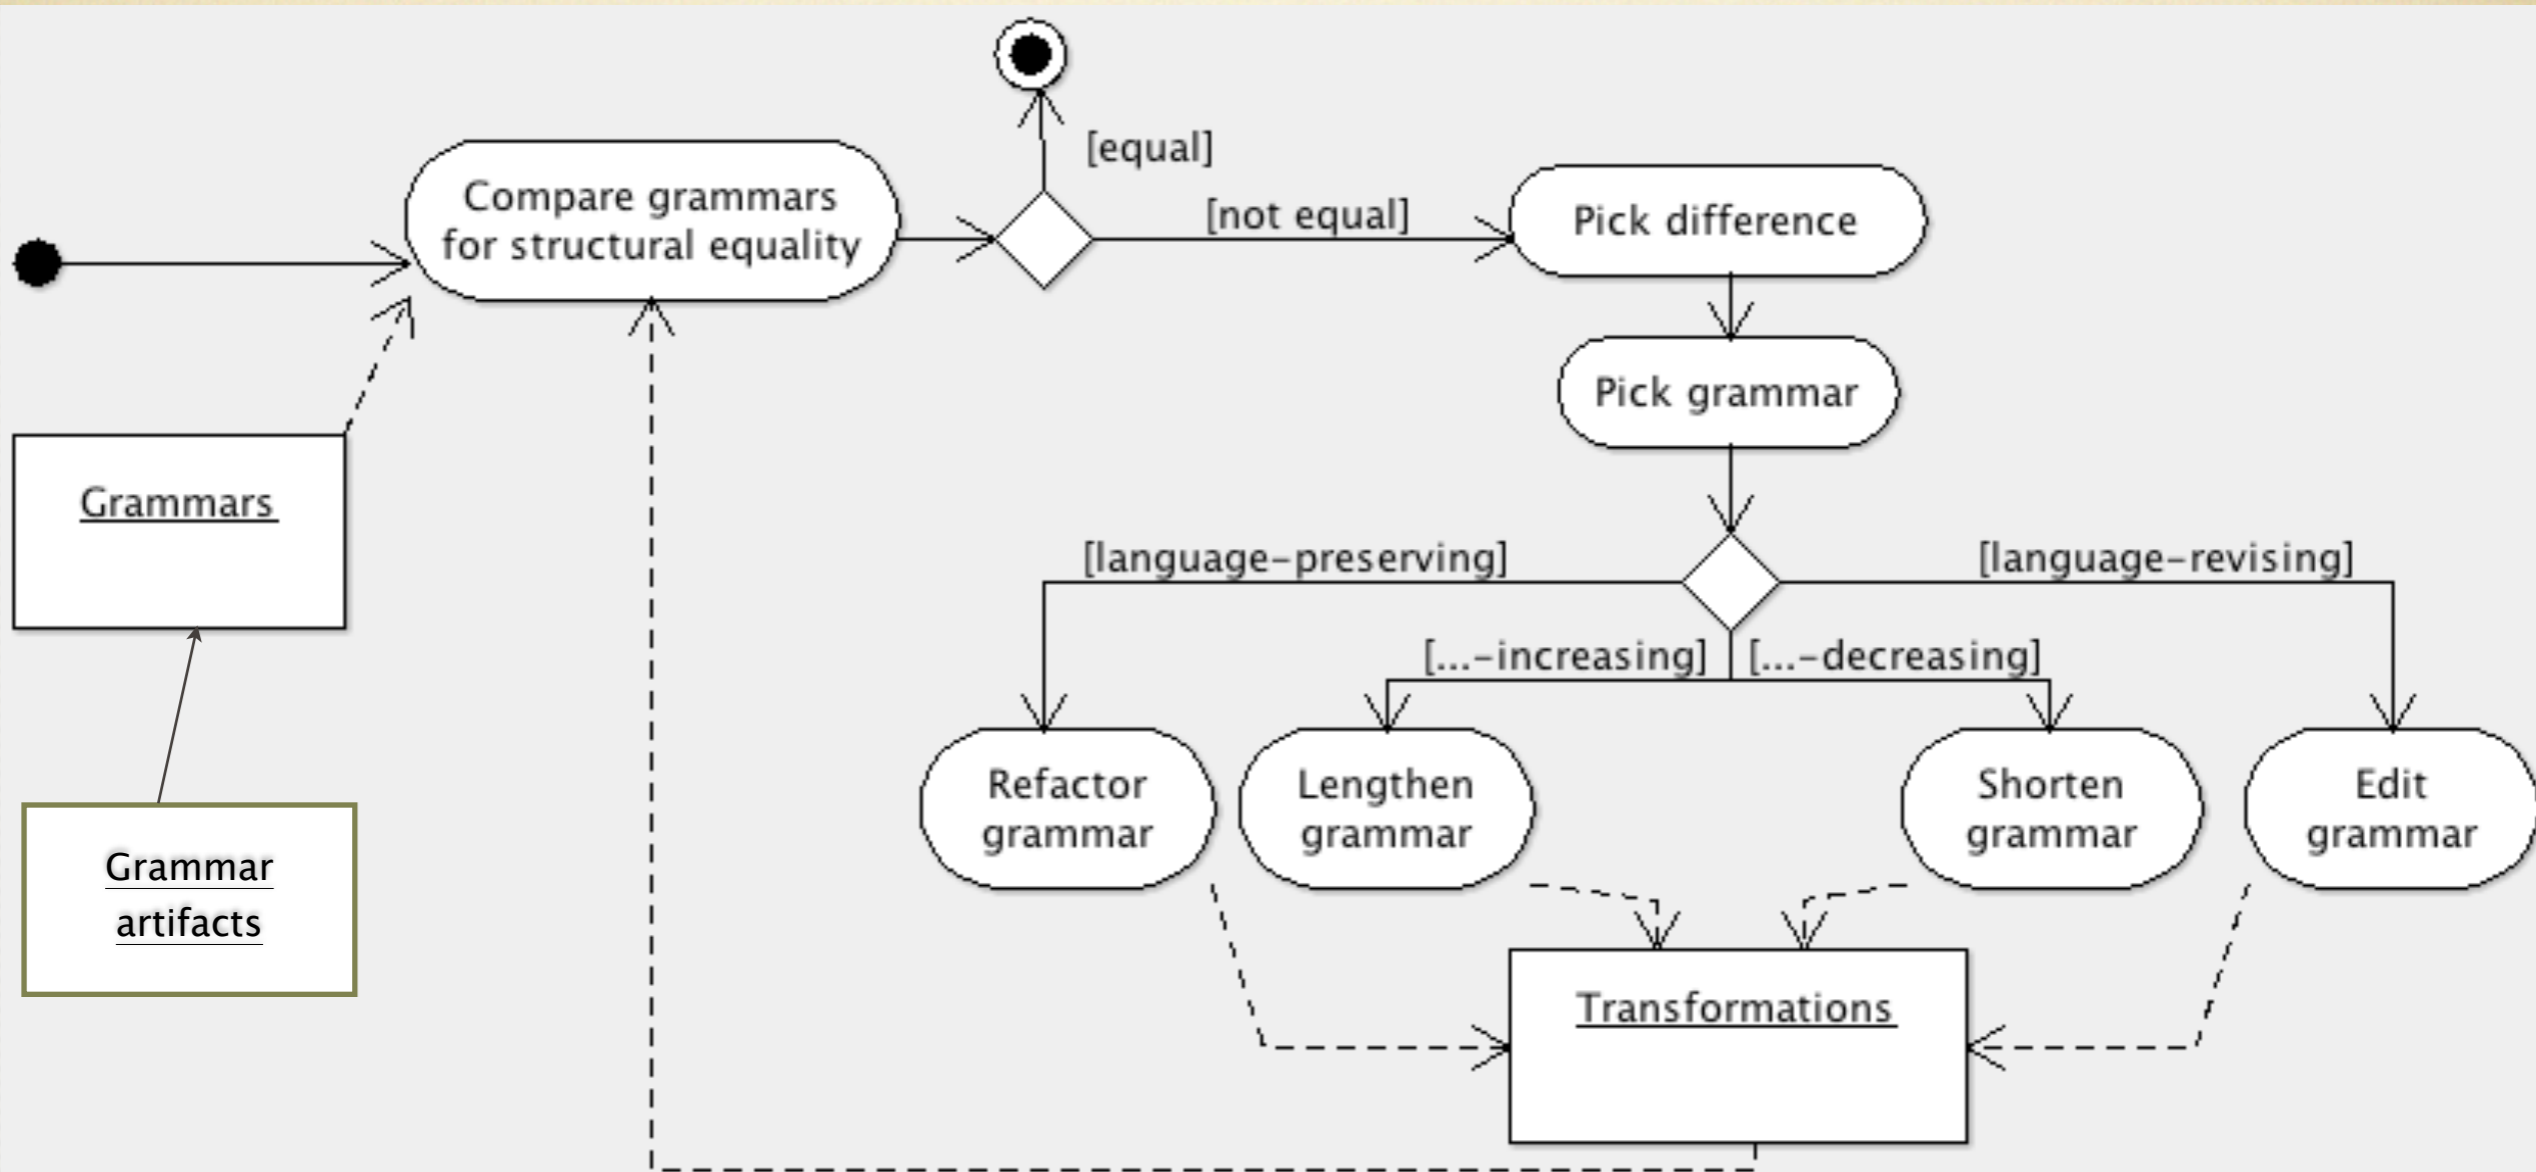 [equal]
Compare grammars
for structural equality
[not equal]
Pick difference
Pick grammar
Grammars
[language-preserving]
[language-revising]
[...-increasing]
[...-decreasing]
Refactor
grammar
Lengthen
grammar
Shorten
grammar
Edit
grammar
Grammar
artifacts
Transformations